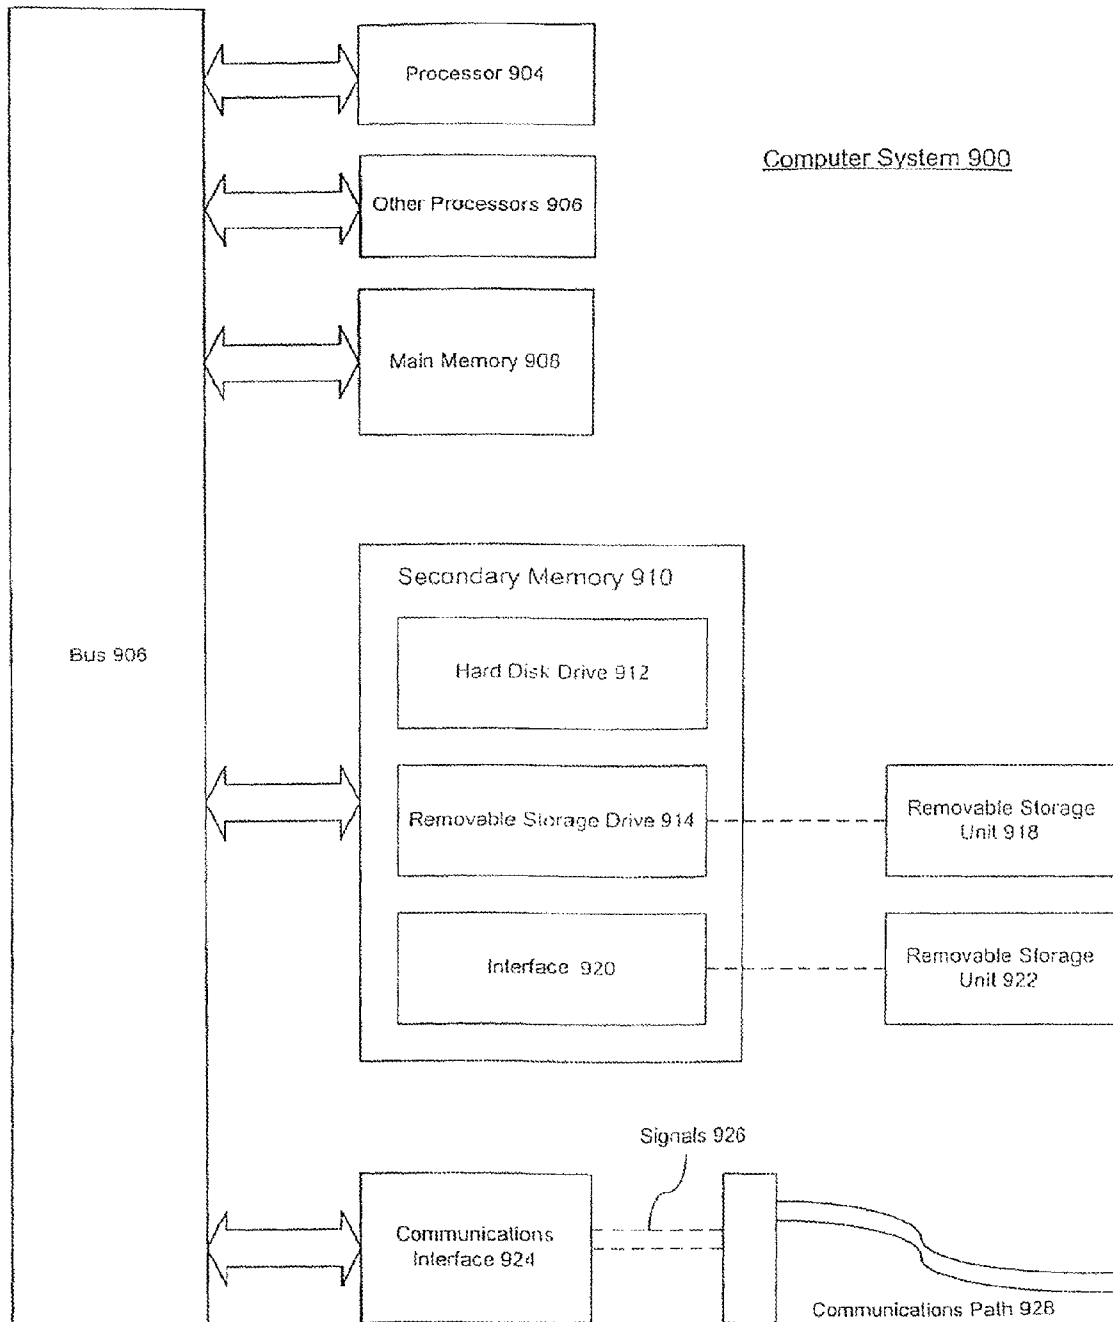 Processor 904
Computer System 900
Other Processors 906
Main Memory 908
Secondary Memory 910
Hard Disk Drive 912
Bus 906
Removable Storage Drive 914
Removable Storage
Unit 918
Interface 920
Removable Storage
Unit 922
Signals 926
Communications
Interface 924
Communications Path 928